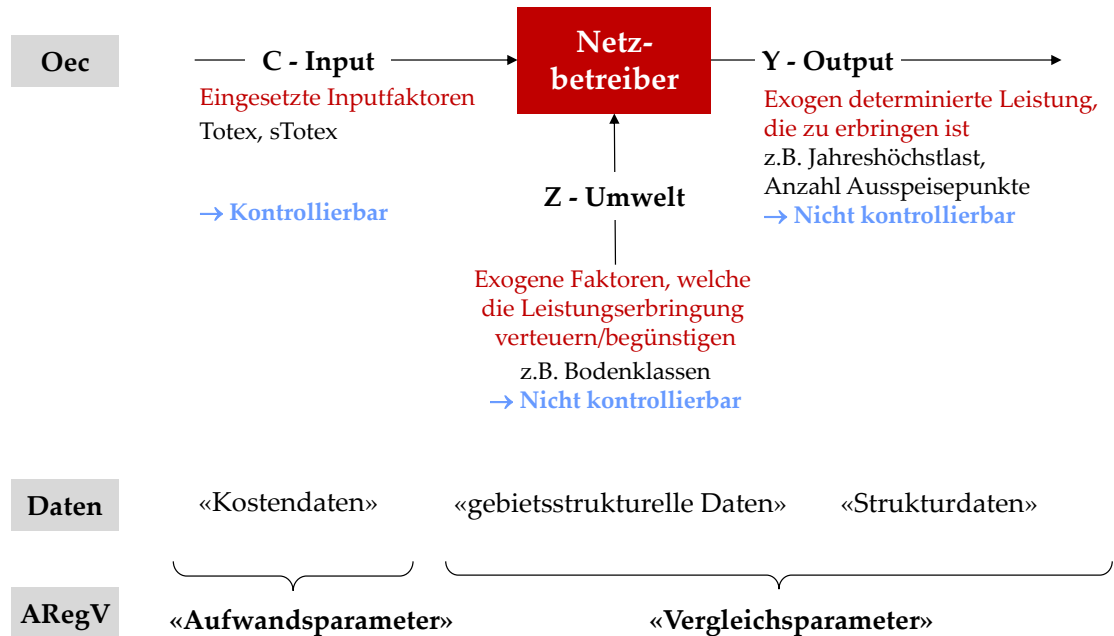 Oec
C - Input
Eingesetzte Inputfaktoren
Totex, sTotex
→ Kontrollierbar
Netz-
betreiber
Y - Output
Exogen determinierte Leistung,
die zu erbringen ist
z.B. Jahreshöchstlast,
Anzahl Ausspeisepunkte
→ Nicht kontrollierbar
Z - Umwelt
Exogene Faktoren, welche
die Leistungserbringung
verteuern/begünstigen
z.B. Bodenklassen
→ Nicht kontrollierbar
Daten
«Kostendaten»
«gebietsstrukturelle Daten»
«Strukturdaten»
ARegV
«Aufwandsparameter»
«Vergleichsparameter»